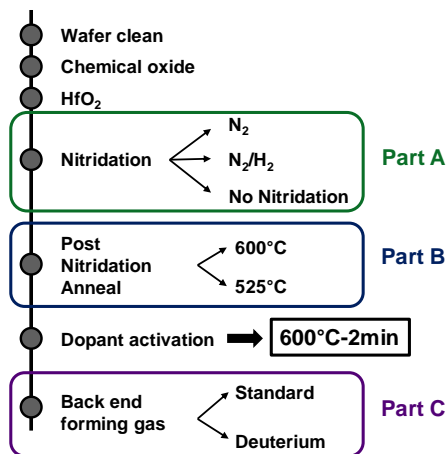 Wafer clean
Chemical oxide
HfO₂
N₂
Nitridation
N₂/H₂
Part A
No Nitridation
Post
Nitridation
Anneal
600°C
525°C
Part B
Dopant activation
600°C-2min
Back end
forming gas
Standard
Deuterium
Part C